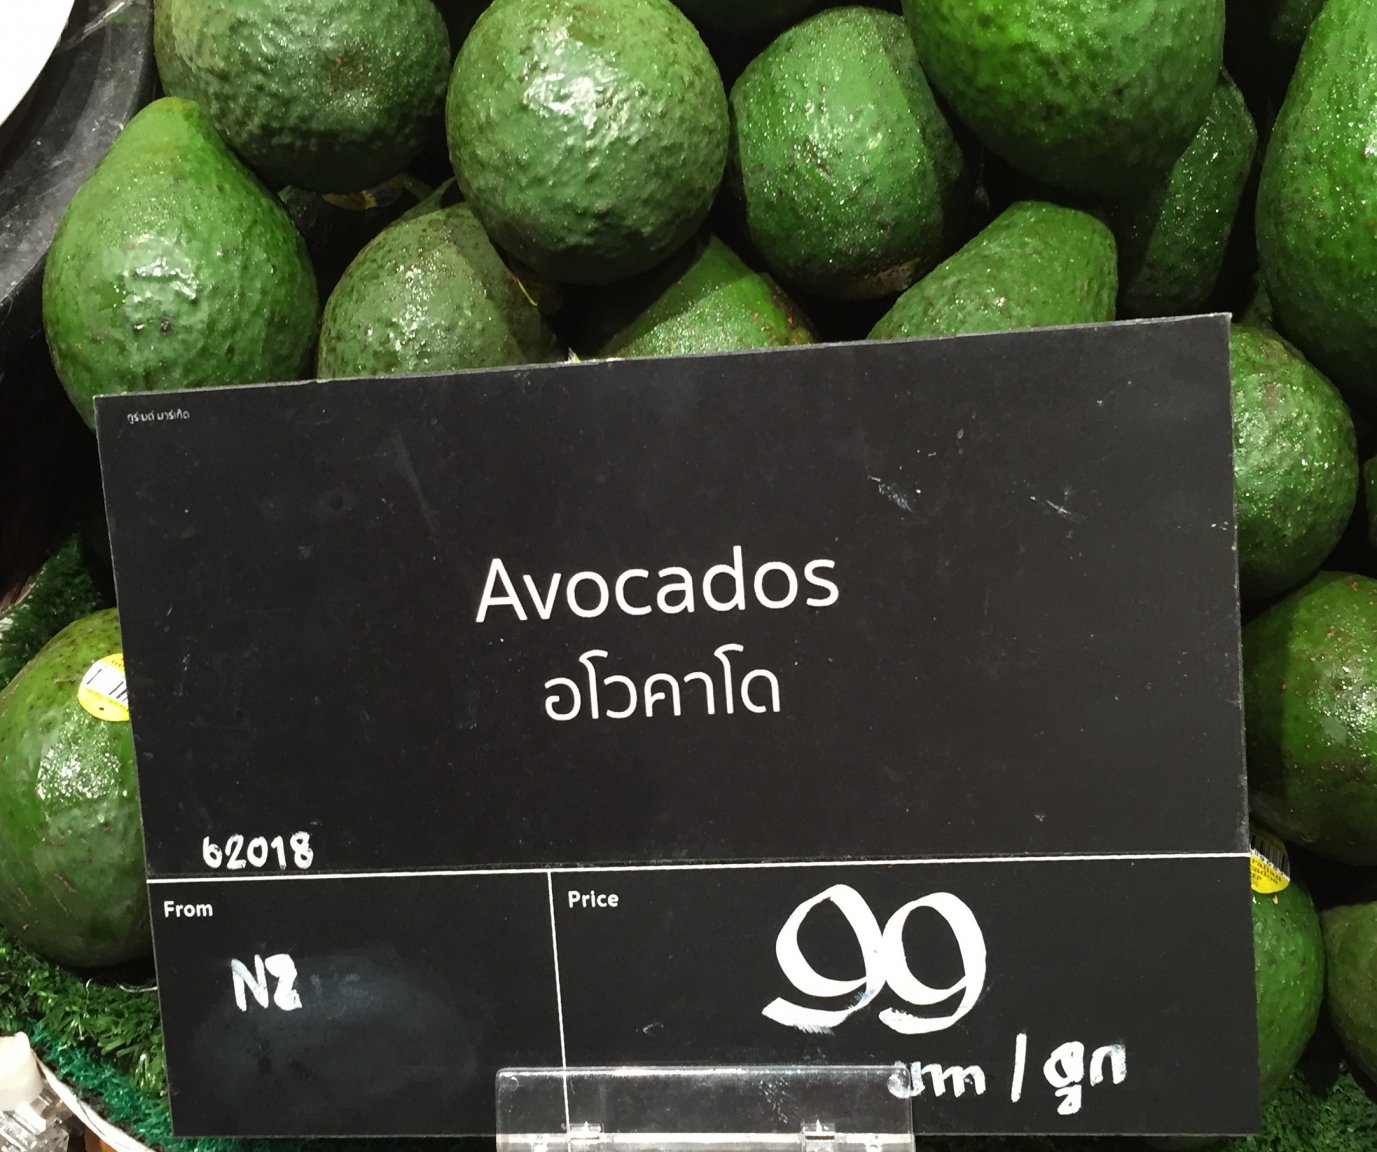 กูร์เมต์ มาร์เก็ต
Avocados
อโวคาโด
62018
From
Price
NZ
99
บาท / ลูก